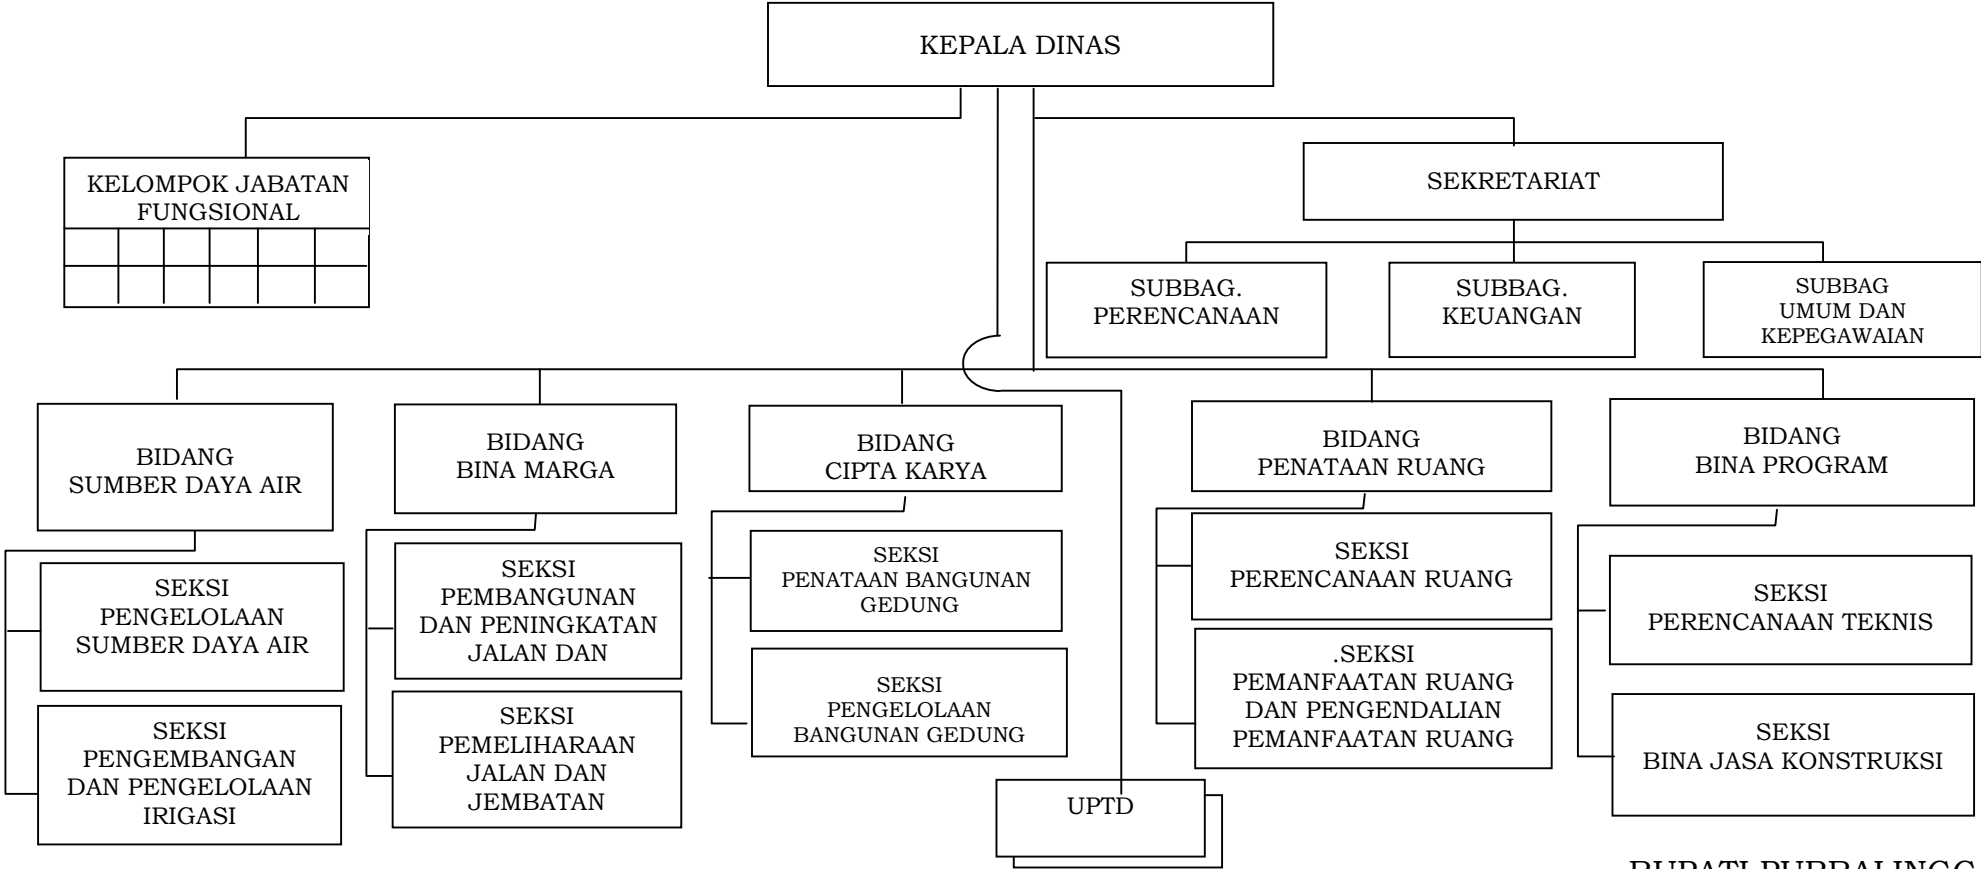 KEPALA DINAS
KELOMPOK JABATAN
FUNGSIONAL
SEKRETARIAT
SUBBAG.
PERENCANAAN
SUBBAG.
KEUANGAN
SUBBAG
UMUM DAN
KEPEGAWAIAN
BIDANG
SUMBER DAYA AIR
BIDANG
BINA MARGA
BIDANG
CIPTA KARYA
BIDANG
PENATAAN RUANG
BIDANG
BINA PROGRAM
SEKSI
PENGELOLAAN
SUMBER DAYA AIR
SEKSI
PENGEMBANGAN
DAN PENGELOLAAN
IRIGASI
SEKSI
PEMBANGUNAN
DAN PENINGKATAN
JALAN DAN
SEKSI
PEMELIHARAAN
JALAN DAN
JEMBATAN
SEKSI
PENATAAN BANGUNAN
GEDUNG
SEKSI
PENGELOLAAN
BANGUNAN GEDUNG
SEKSI
PERENCANAAN RUANG
.SEKSI
PEMANFAATAN RUANG
DAN PENGENDALIAN
PEMANFAATAN RUANG
SEKSI
PERENCANAAN TEKNIS
SEKSI
BINA JASA KONSTRUKSI
UPTD